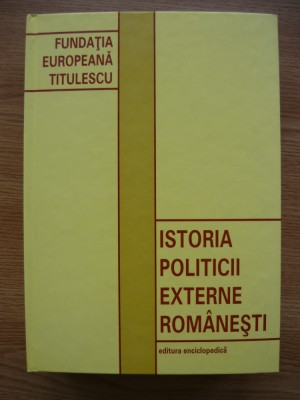 FUNDAȚIA
EUROPEANĂ
TITULESCU
ISTORIA
POLITICII
EXTERNE
ROMÂNEȘTI
editura enciclopedică